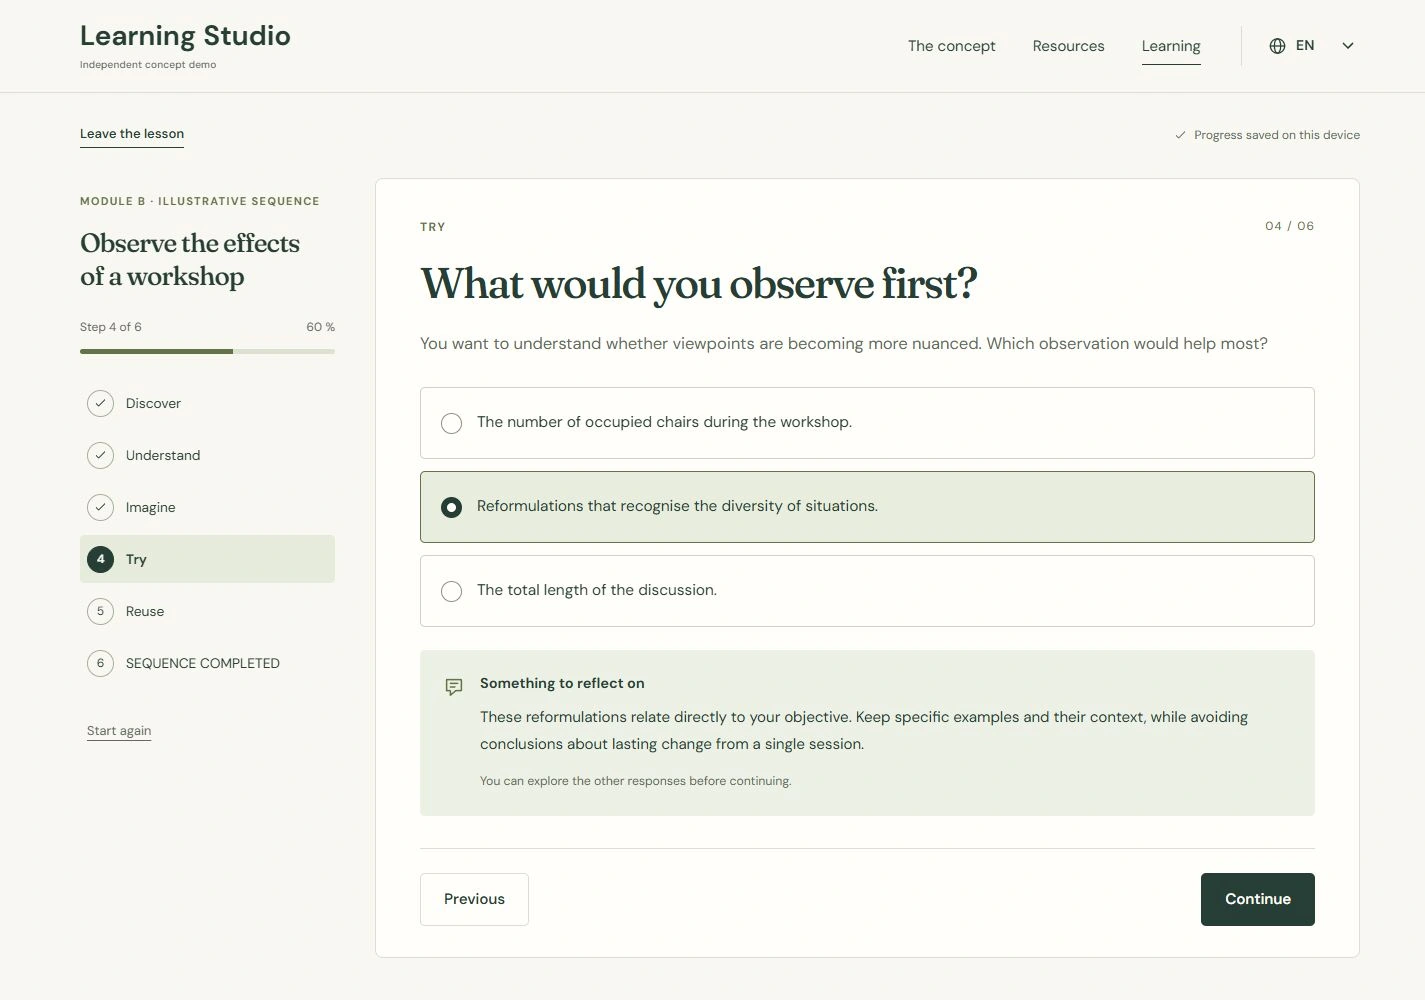 Learning Studio
Independent concept demo
The concept
Resources
Learning
EN
Leave the lesson
Progress saved on this device
MODULE B · ILLUSTRATIVE SEQUENCE
Observe the effects
of a workshop
Step 4 of 6
60 %
Discover
Understand
Imagine
4
Try
5
Reuse
6
SEQUENCE COMPLETED
Start again
TRY
04 / 06
What would you observe first?
You want to understand whether viewpoints are becoming more nuanced. Which observation would help most?
The number of occupied chairs during the workshop.
Reformulations that recognise the diversity of situations.
The total length of the discussion.
Something to reflect on
These reformulations relate directly to your objective. Keep specific examples and their context, while avoiding
conclusions about lasting change from a single session.
You can explore the other responses before continuing.
Previous
Continue